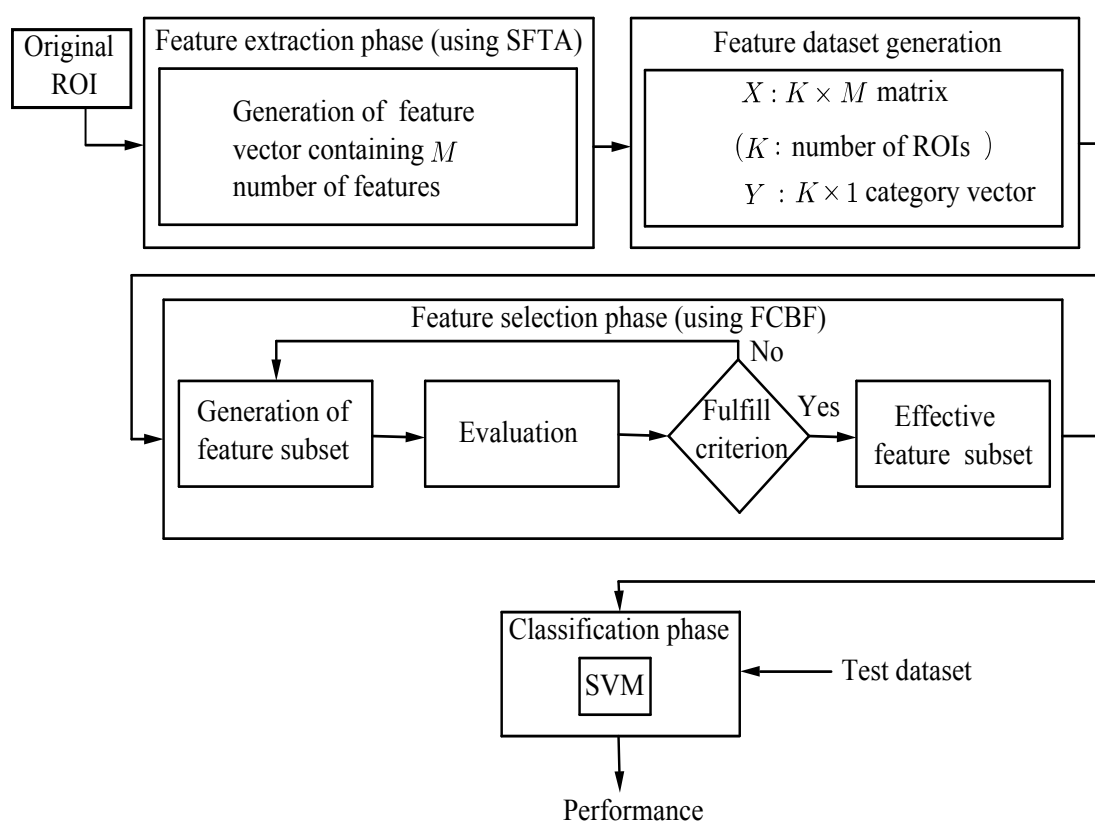 Original
ROI
Feature extraction phase (using SFTA)
Generation of feature
vector containing M
number of features
Feature dataset generation
X : K × M matrix
(K : number of ROIs )
Y : K × 1 category vector
Feature selection phase (using FCBF)
No
Generation of
feature subset
Evaluation
Fulfill
criterion
Yes
Effective
feature subset
Classification phase
SVM
Test dataset
Performance